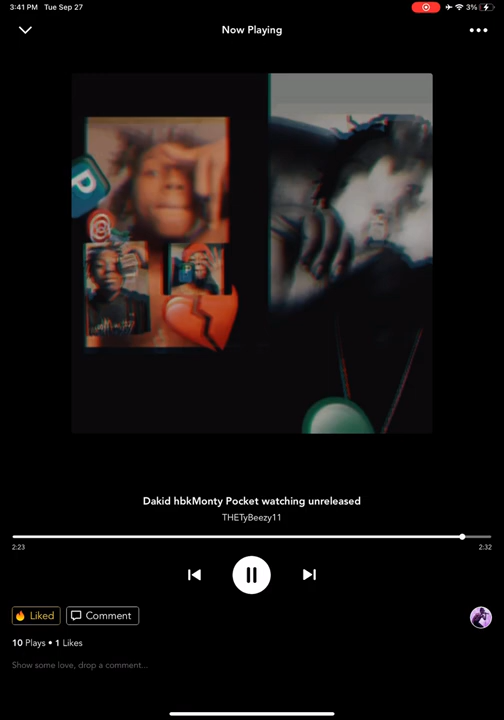 3:41 PM Tue Sep 27
3%
Now Playing
P
Dakid hbkMonty Pocket watching unreleased
THETyBeezy11
2:23
2:32
Liked
Comment
10 Plays • 1 Likes
Show some love, drop a comment...